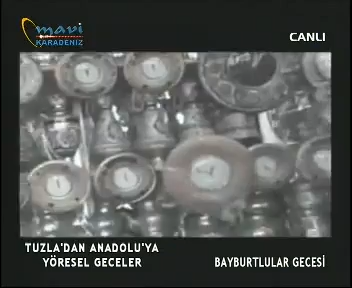 mavi
KARADENİZ
CANLI
TUZLA'DAN ANADOLU'YA
YÖRESEL GECELER
BAYBURTLULAR GECESİ